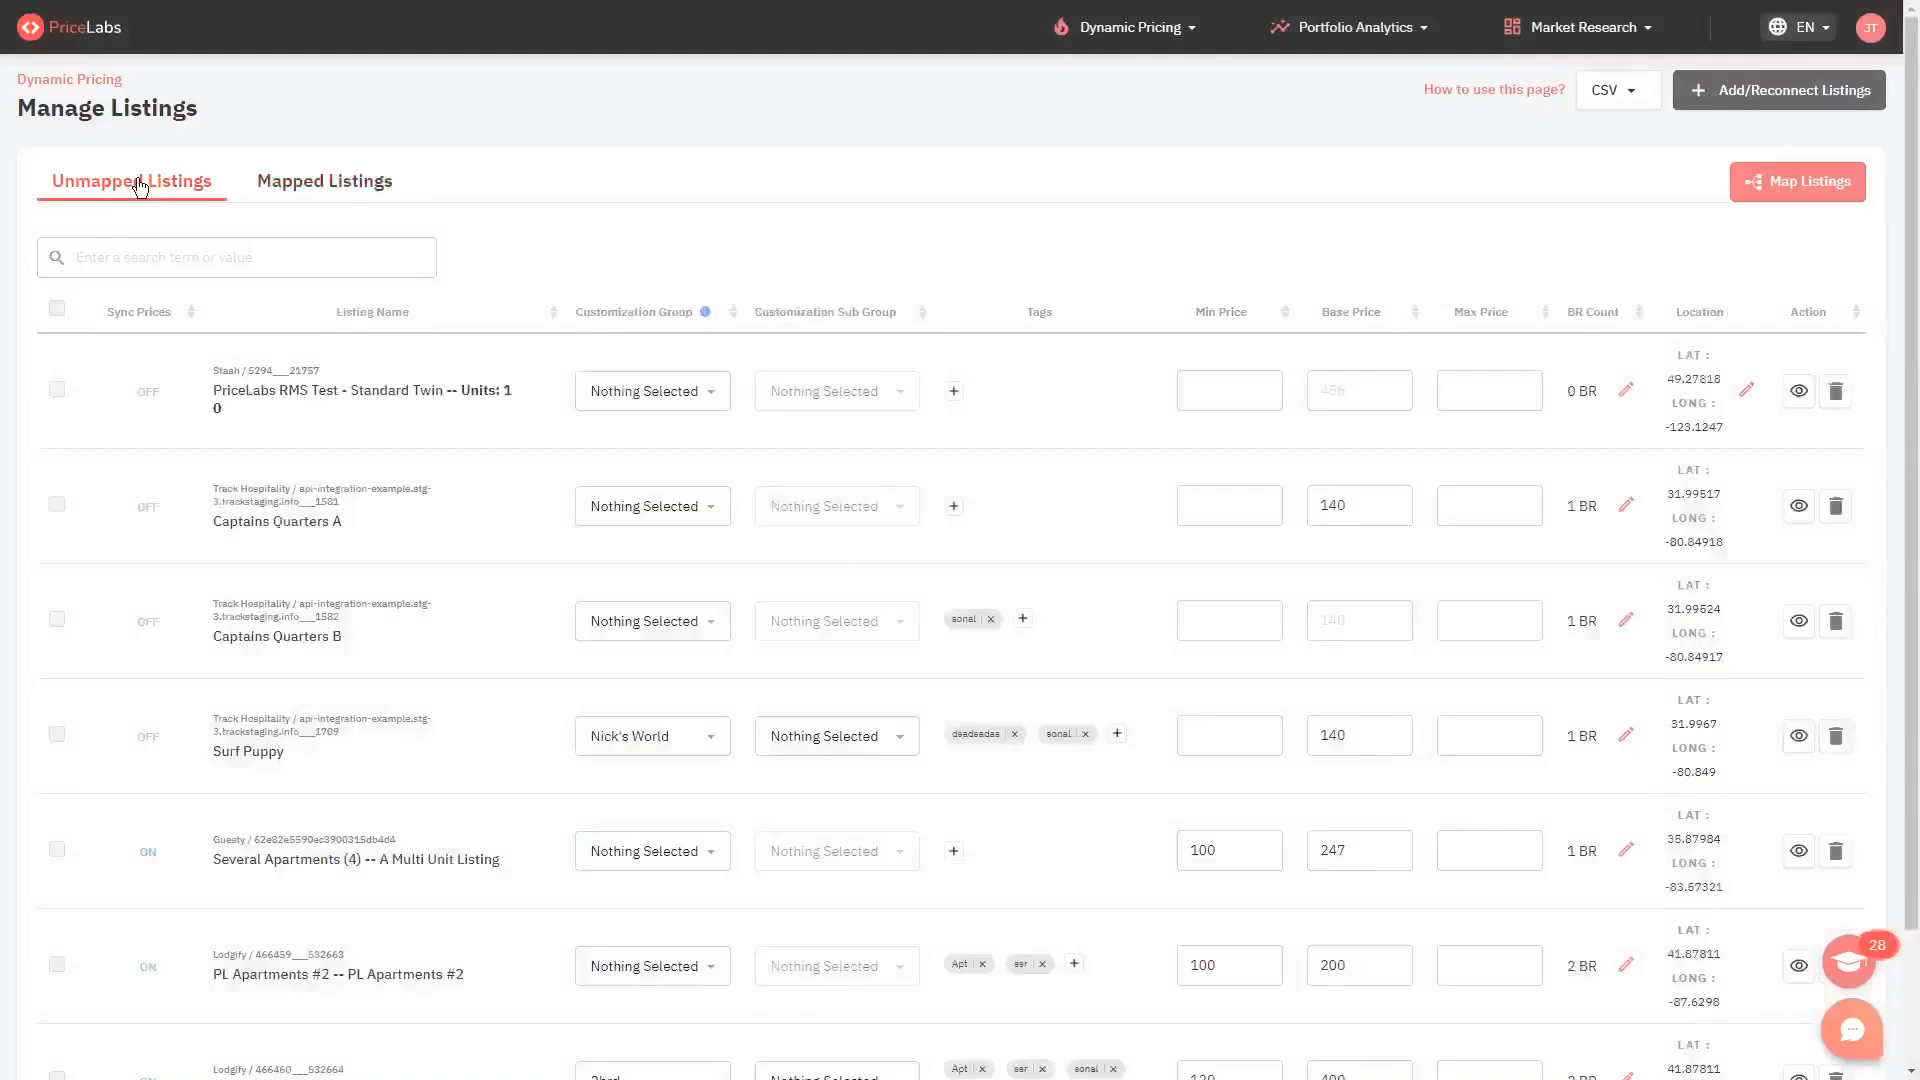 PriceLabs
Dynamic Pricing
Portfolio Analytics
Market Research
EN
JT
Dynamic Pricing
Manage Listings
How to use this page?
CSV
+ Add/Reconnect Listings
Unmapped Listings
Mapped Listings
Map Listings
Enter a search term or value
Sync Prices
Listing Name
Customization Group
Customization Sub Group
Tags
Min Price
Base Price
Max Price
BR Count
Location
Action
OFF
Staah / 5294___21757
PriceLabs RMS Test - Standard Twin -- Units: 1
0
Nothing Selected
Nothing Selected
+
456
0 BR
LAT :
49.27818
LONG :
-123.1247
OFF
Track Hospitality / api-integration-example.stg-
3.trackstaging.info___1581
Captains Quarters A
Nothing Selected
Nothing Selected
+
140
1 BR
LAT :
31.99517
LONG :
-80.84918
OFF
Track Hospitality / api-integration-example.stg-
3.trackstaging.info___1582
Captains Quarters B
Nothing Selected
Nothing Selected
sonal | x
+
140
1 BR
LAT :
31.99524
LONG :
-80.84917
OFF
Track Hospitality / api-integration-example.stg-
3.trackstaging.info___1709
Surf Puppy
Nick's World
Nothing Selected
dsadsadas | x
sonal | x
+
140
1 BR
LAT :
31.9967
LONG :
-80.849
ON
Guesty / 62e82e5590ec3900315db4d4
Several Apartments (4) -- A Multi Unit Listing
Nothing Selected
Nothing Selected
+
100
247
1 BR
LAT :
35.87984
LONG :
-83.57321
ON
Lodgify / 466459___532663
PL Apartments #2 -- PL Apartments #2
Nothing Selected
Nothing Selected
Apt | x
+
100
200
2 BR
LAT :
41.87811
LONG :
-87.6298
28
Lodgify / 466460___532664
Apt | x
sonal | x
LAT :
41.87811